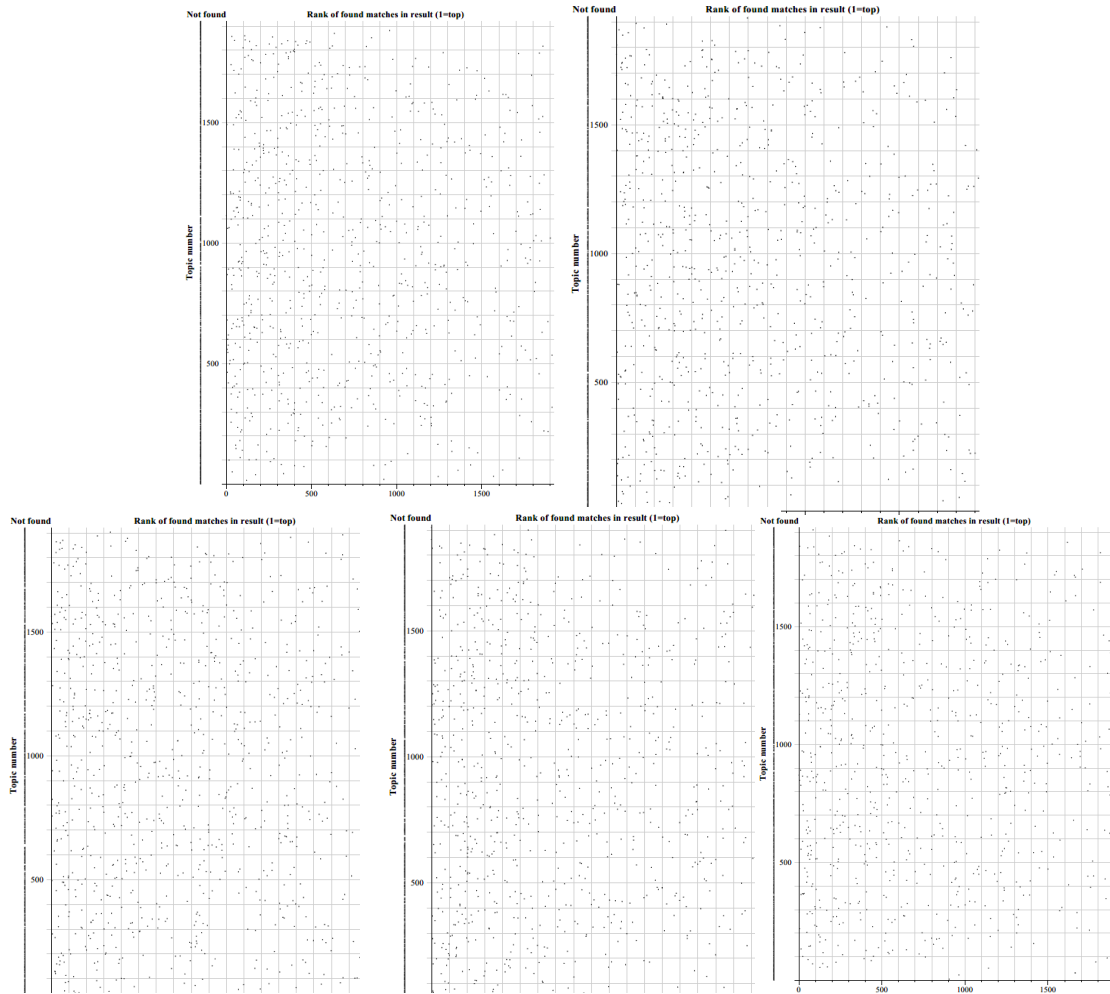 Not found Rank of found matches in result (1=top)
1500
1000
500
Topic number
0 500 1000 1500
Not found Rank of found matches in result (1=top)
1500
1000
500
Topic number
Not found Rank of found matches in result (1=top)
1500
1000
500
Topic number
Not found Rank of found matches in result (1=top)
1500
1000
500
Topic number
Not found Rank of found matches in result (1=top)
1500
1000
500
Topic number
0 500 1000 1500